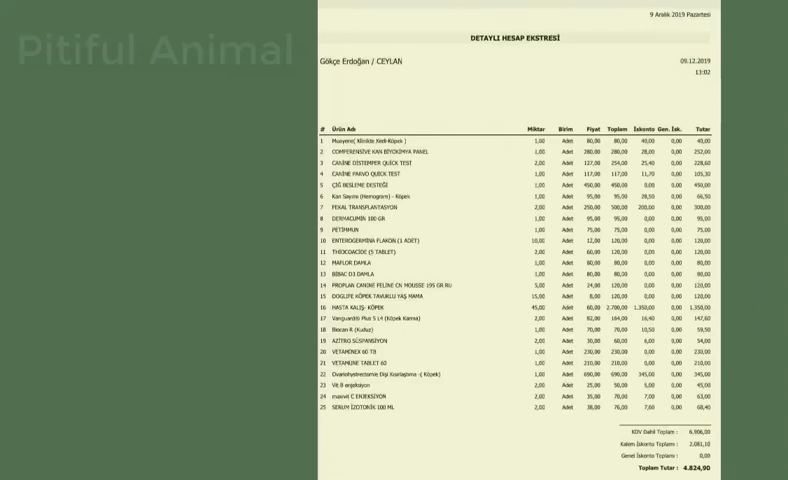 Pitiful Animal
9 Aralık 2019 Pazartesi
DETAYLI HESAP EKSTRESİ
Gökçe Erdoğan / CEYLAN 09.12.2019
13:02
# Ürün Adı Miktar Birim Fiyat Toplam İskonto Gen. İsk. Tutar
1 Muayene( Klinikte Kedi-Köpek ) 1,00 Adet 80,00 80,00 40,00 0,00 40,00
2 COMFERENSIVE KAN BİYOKİMYA PANEL 1,00 Adet 280,00 280,00 28,00 0,00 252,00
3 CANİNE DİSTEMPER QUİCK TEST 2,00 Adet 127,00 254,00 25,40 0,00 228,60
4 CANİNE PARVO QUİCK TEST 1,00 Adet 117,00 117,00 11,70 0,00 105,30
5 ÇİĞ BESLEME DESTEĞİ 1,00 Adet 450,00 450,00 0,00 0,00 450,00
6 Kan Sayımı (Hemogram) - Köpek 1,00 Adet 95,00 95,00 28,50 0,00 66,50
7 FEKAL TRANSPLANTASYON 2,00 Adet 250,00 500,00 200,00 0,00 300,00
8 DERMACUMIN 100 GR 1,00 Adet 95,00 95,00 0,00 0,00 95,00
9 PETIMMUN 1,00 Adet 75,00 75,00 0,00 0,00 75,00
10 ENTEROGERMINA FLAKON (1 ADET) 10,00 Adet 12,00 120,00 0,00 0,00 120,00
11 THIOCOACIDE (5 TABLET) 2,00 Adet 60,00 120,00 0,00 0,00 120,00
12 MAFLOR DAMLA 1,00 Adet 80,00 80,00 0,00 0,00 80,00
13 BİBAC D3 DAMLA 1,00 Adet 80,00 80,00 0,00 0,00 80,00
14 PROPLAN CANINE FELINE CN MOUSSE 195 GR RU 5,00 Adet 24,00 120,00 0,00 0,00 120,00
15 DOGLIFE KÖPEK TAVUKLU YAŞ MAMA 15,00 Adet 8,00 120,00 0,00 0,00 120,00
16 HASTA KALIŞ- KÖPEK 45,00 Adet 60,00 2.700,00 1.350,00 0,00 1.350,00
17 Vanguard® Plus 5 L4 (Köpek Karma) 2,00 Adet 82,00 164,00 16,40 0,00 147,60
18 Biocan R (Kuduz) 1,00 Adet 70,00 70,00 10,50 0,00 59,50
19 AZİTRO SÜSPANSİYON 2,00 Adet 30,00 60,00 6,00 0,00 54,00
20 VETAMINEX 60 TB 1,00 Adet 230,00 230,00 0,00 0,00 230,00
21 VETAMUNE TABLET 60 1,00 Adet 210,00 210,00 0,00 0,00 210,00
22 Ovariohystrectomie Dişi Kısırlaştırma -( Köpek) 1,00 Adet 690,00 690,00 345,00 0,00 345,00
23 Vit B enjeksiyon 2,00 Adet 25,00 50,00 5,00 0,00 45,00
24 maxivit C ENJEKSİYON 2,00 Adet 35,00 70,00 7,00 0,00 63,00
25 SERUM İZOTONİK 100 ML 2,00 Adet 38,00 76,00 7,60 0,00 68,40
KDV Dahil Toplam : 6.906,00
Kalem İskonto Toplamı : 2.081,10
Genel İskonto Toplamı : 0,00
Toplam Tutar : 4.824,90